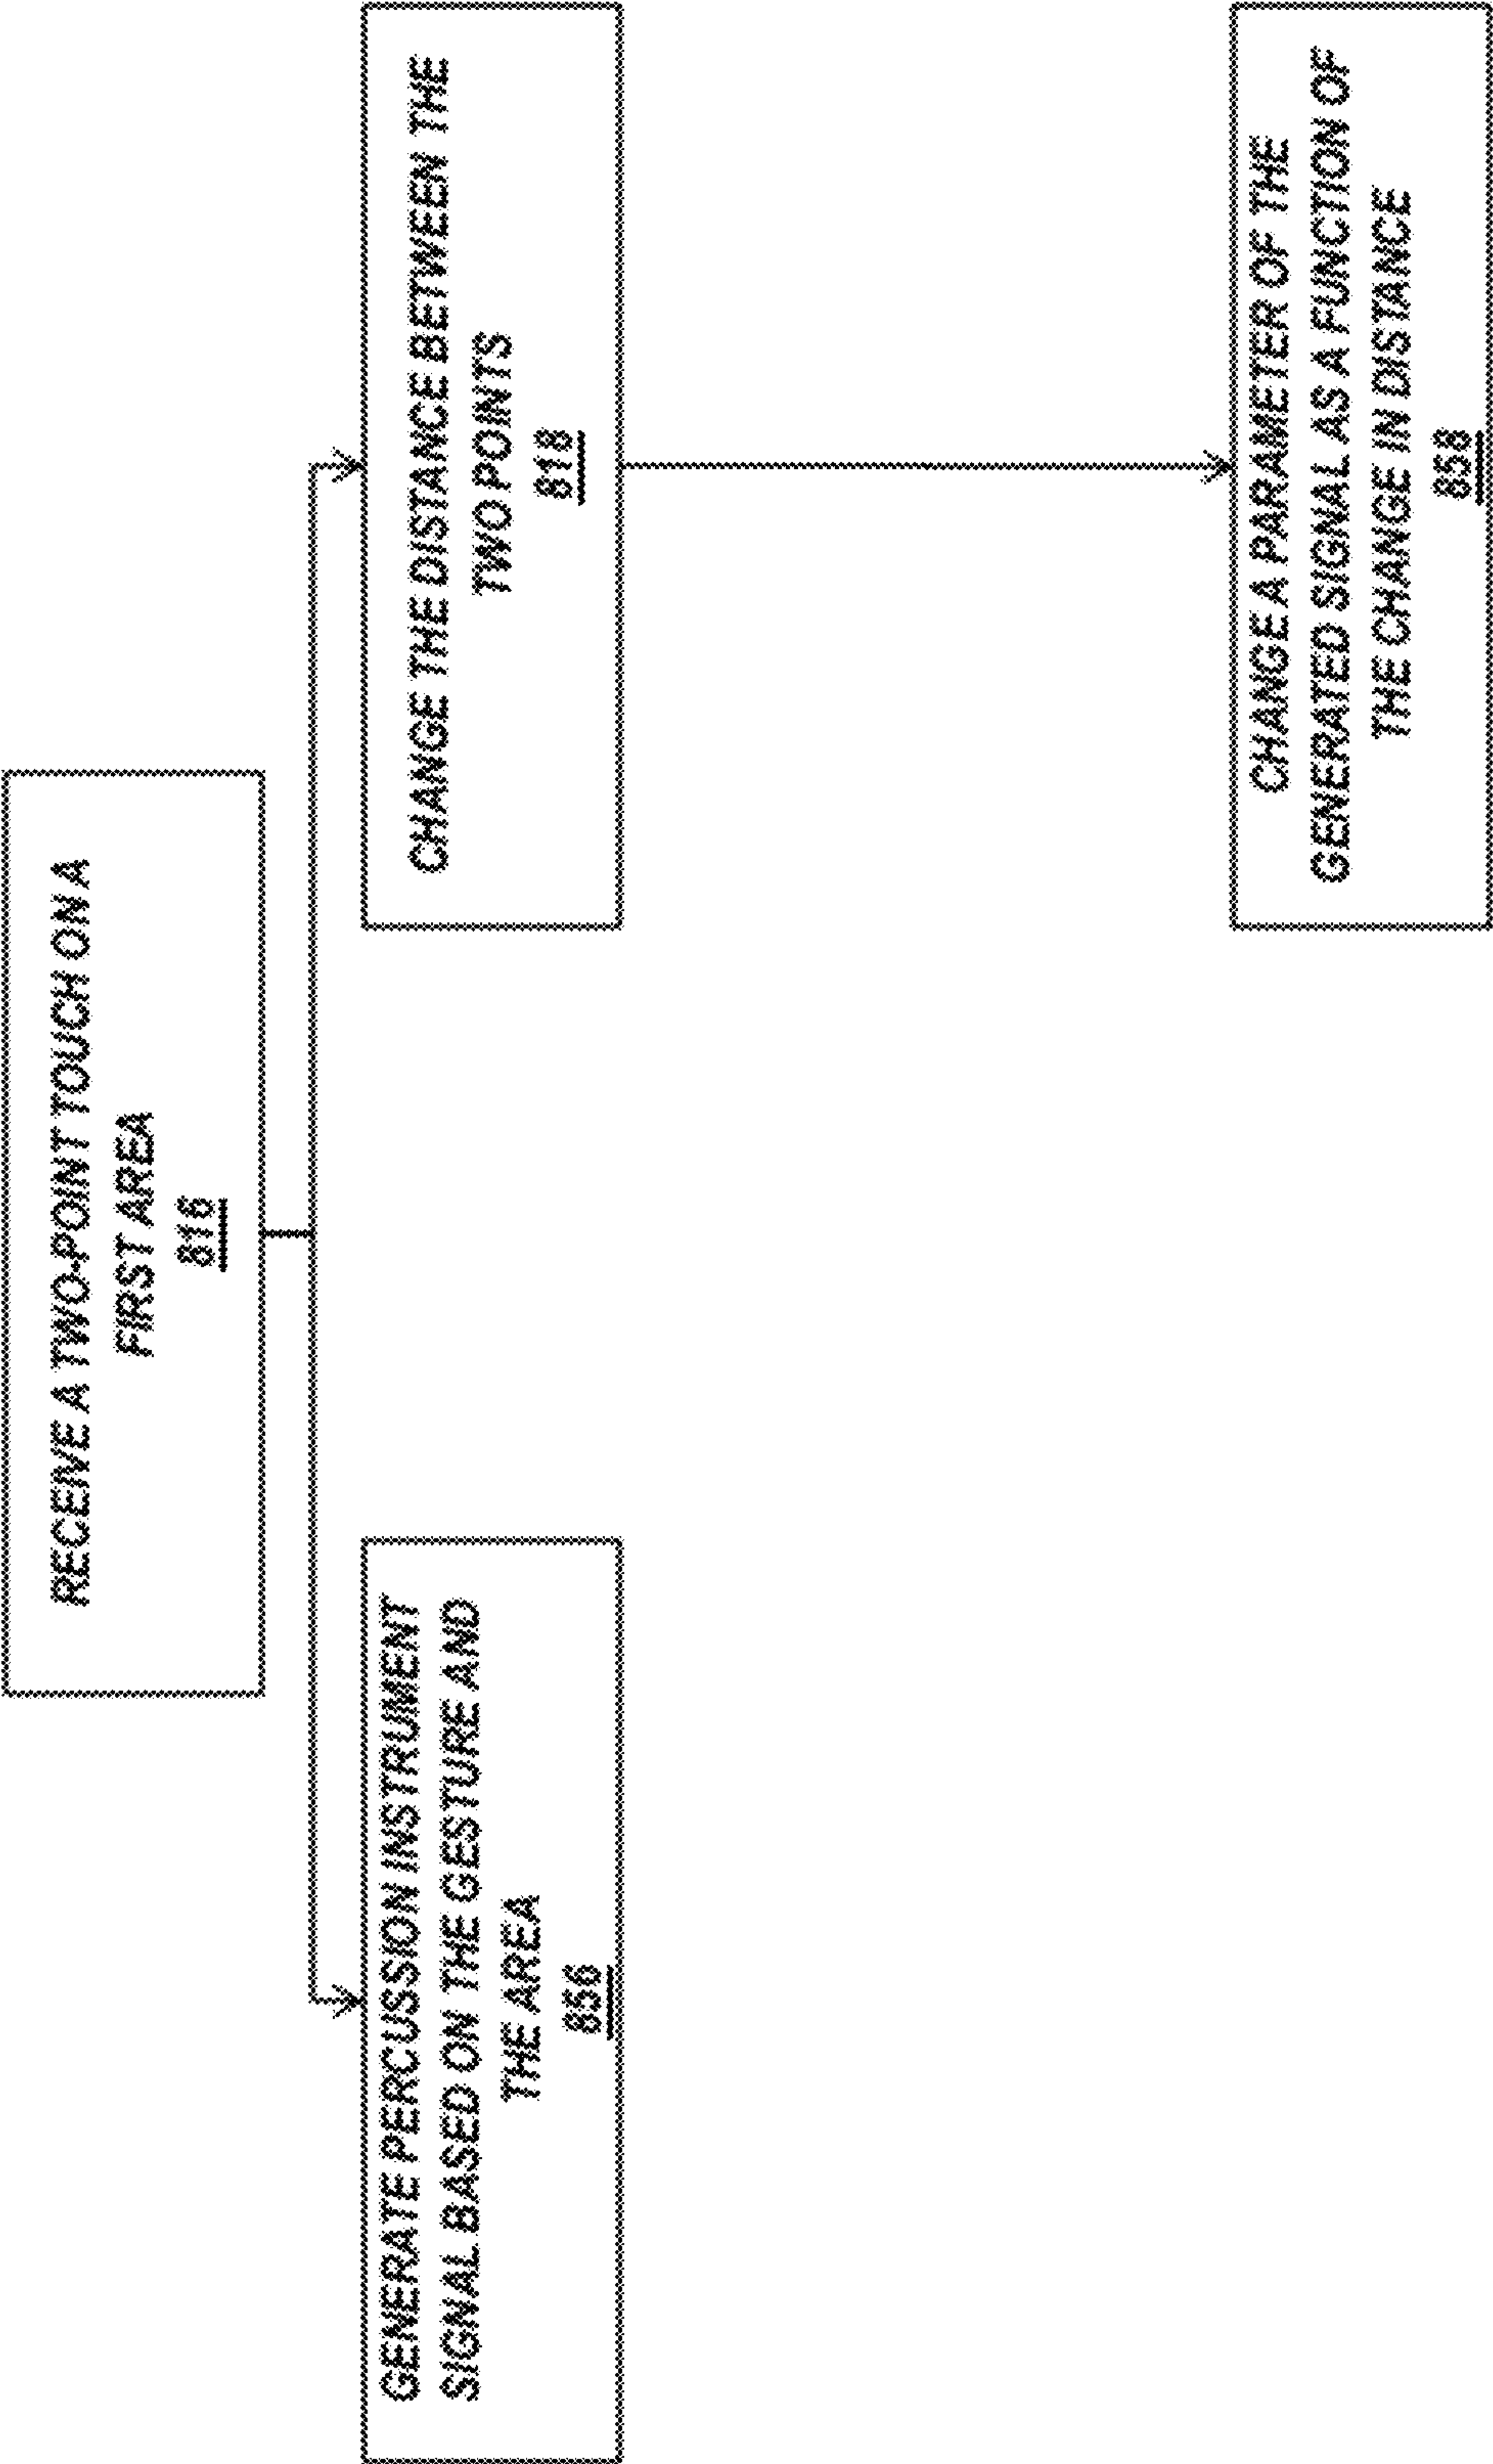 RECEIVE A TWO-POINT TOUCH ON A
FIRST AREA
816
GENERATE PERCUSSION INSTRUMENT
SIGNAL BASED ON THE GESTURE AND
THE AREA
856
CHANGE THE DISTANCE BETWEEN THE
TWO POINTS
818
CHANGE A PARAMETER OF THE
GENERATED SIGNAL AS A FUNCTION OF
THE CHANGE IN DISTANCE
858